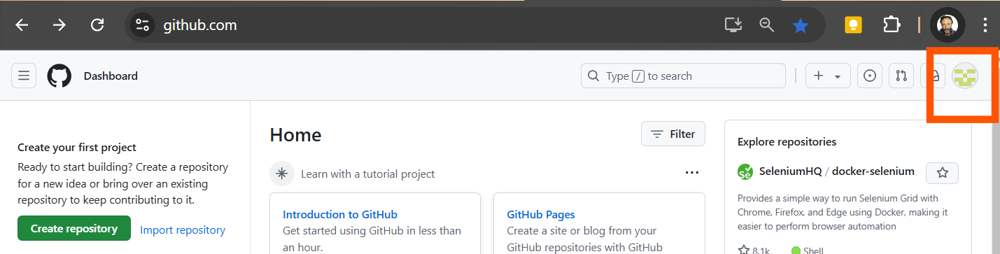 github.com
Dashboard
Type / to search
Create your first project
Ready to start building? Create a repository
for a new idea or bring over an existing
repository to keep contributing to it.
Create repository
Import repository
Home
Filter
Learn with a tutorial project
Introduction to GitHub
Get started using GitHub in less than
an hour.
GitHub Pages
Create a site or blog from your
GitHub repositories with GitHub
Explore repositories
Se
SeleniumHQ / docker-selenium
Provides a simple way to run Selenium Grid with
Chrome, Firefox, and Edge using Docker, making it
easier to perform browser automation
8.1k
Shell